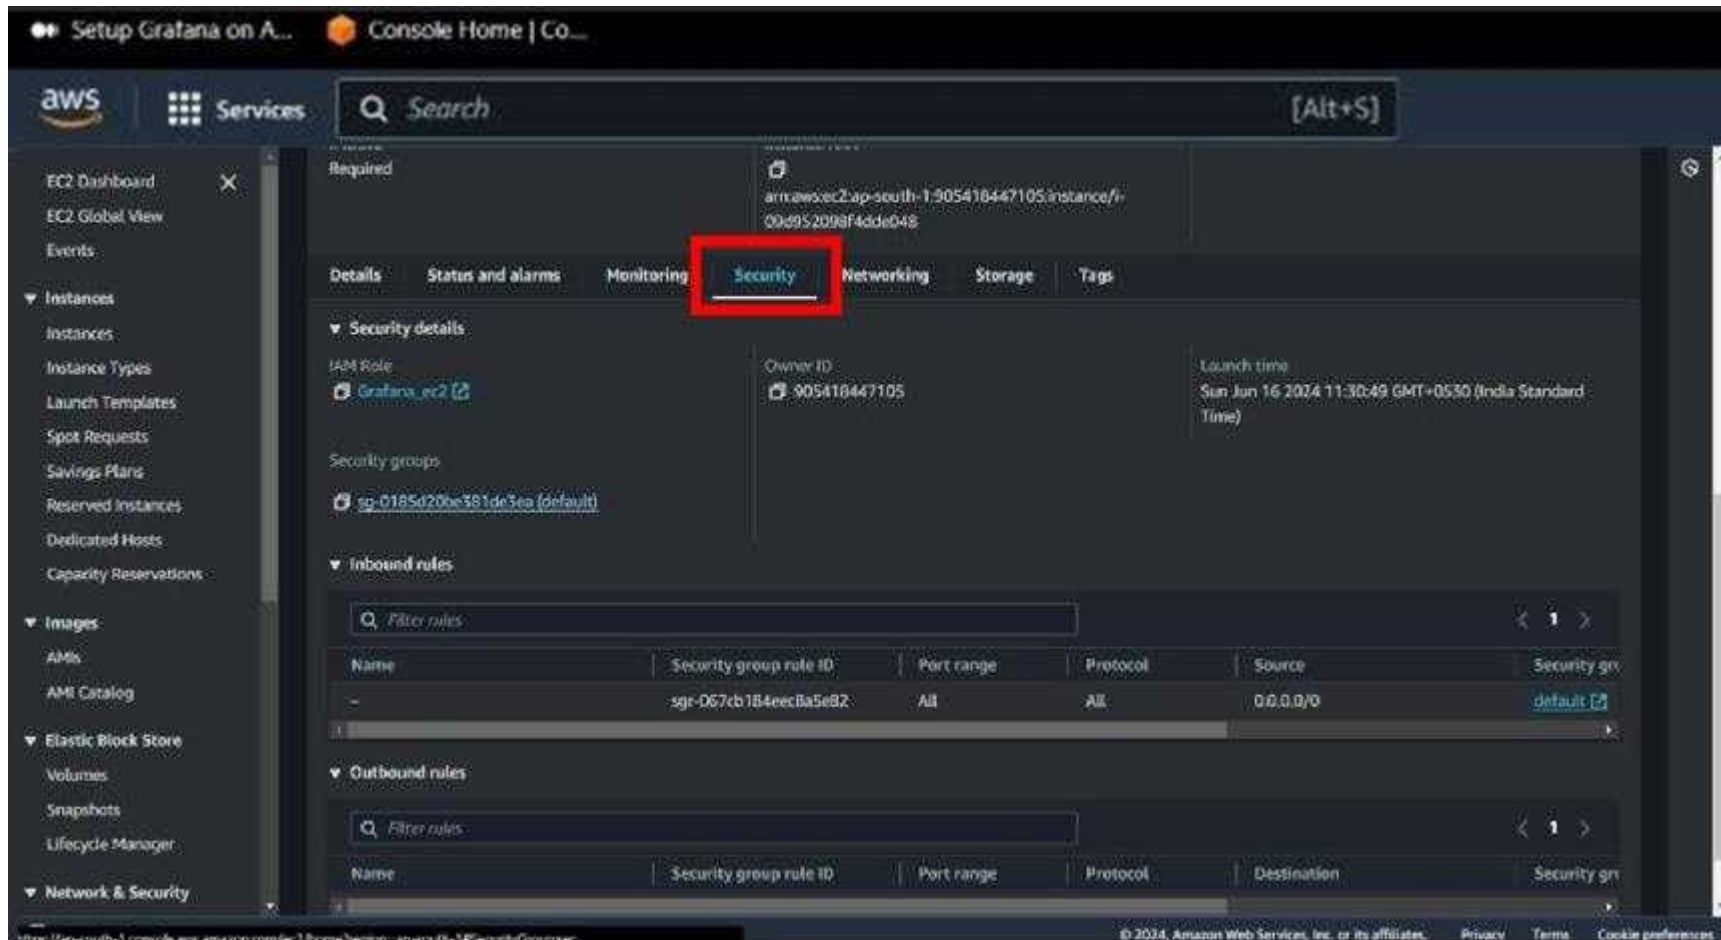 Setup Grafana on A...
Console Home | Co...
aws
Services
Search
[Alt+S]
EC2 Dashboard
EC2 Global View
Events
Instances
Instances
Instance Types
Launch Templates
Spot Requests
Savings Plans
Reserved Instances
Dedicated Hosts
Capacity Reservations
Images
AMIs
AMI Catalog
Elastic Block Store
Volumes
Snapshots
Lifecycle Manager
Network & Security
Required
arn:aws:ec2:ap-south-1:905418447105:instance/i-
09d952098f4dde048
Details Status and alarms Monitoring Security Networking Storage Tags
Security details
IAM Role
Grafana_ec2
Owner ID
905418447105
Launch time
Sun Jun 16 2024 11:30:49 GMT+0530 (India Standard
Time)
Security groups
sg-0185d20be381de3ea (default)
Inbound rules
Filter rules
1
Name Security group rule ID Port range Protocol Source Security gro
– sgr-067cb184eec8a5e82 All All 0.0.0.0/0 default
Outbound rules
Filter rules
1
Name Security group rule ID Port range Protocol Destination Security gro
© 2024, Amazon Web Services, Inc. or its affiliates. Privacy Terms Cookie preferences